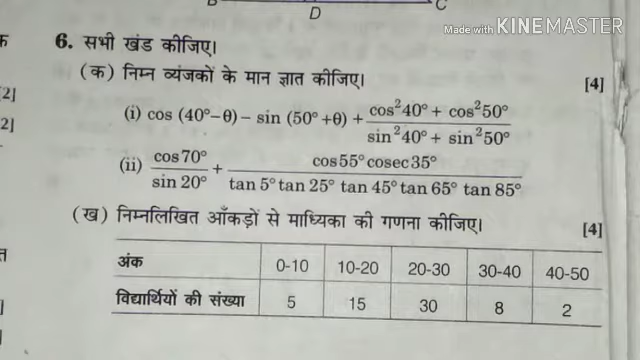 B
D
C
Made with KINEMASTER
6. सभी खंड कीजिए।
(क) निम्न व्यंजकों के मान ज्ञात कीजिए। [4]
2]
2]
(i) cos (40°−θ) − sin (50°+θ) + (cos²40° + cos²50°) / (sin²40° + sin²50°)
(ii) cos70° / sin 20° + cos55° cosec35° / (tan 5° tan 25° tan 45° tan 65° tan 85°)
(ख) निम्नलिखित आँकड़ों से माध्यिका की गणना कीजिए। [4]
अंक 0-10 10-20 20-30 30-40 40-50
विद्यार्थियों की संख्या 5 15 30 8 2